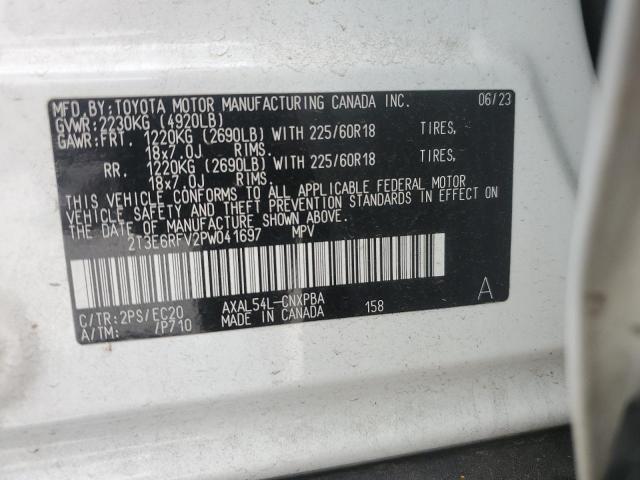 MFD.BY:TOYOTA MOTOR MANUFACTURING CANADA INC. 06/23
GVWR:2230KG (4920LB)
GAWR:FRT. 1220KG (2690LB) WITH 225/60R18 TIRES,
18x7.0J RIMS.
RR. 1220KG (2690LB) WITH 225/60R18 TIRES,
18x7.0J RIMS.
THIS VEHICLE CONFORMS TO ALL APPLICABLE FEDERAL MOTOR
VEHICLE SAFETY AND THEFT PREVENTION STANDARDS IN EFFECT ON
THE DATE OF MANUFACTURE SHOWN ABOVE.
2T3E6RFV2PW041697 MPV
C/TR:2PS/EC20 AXAL54L-CNXPBA 158 A
A/TM: /P710 MADE IN CANADA